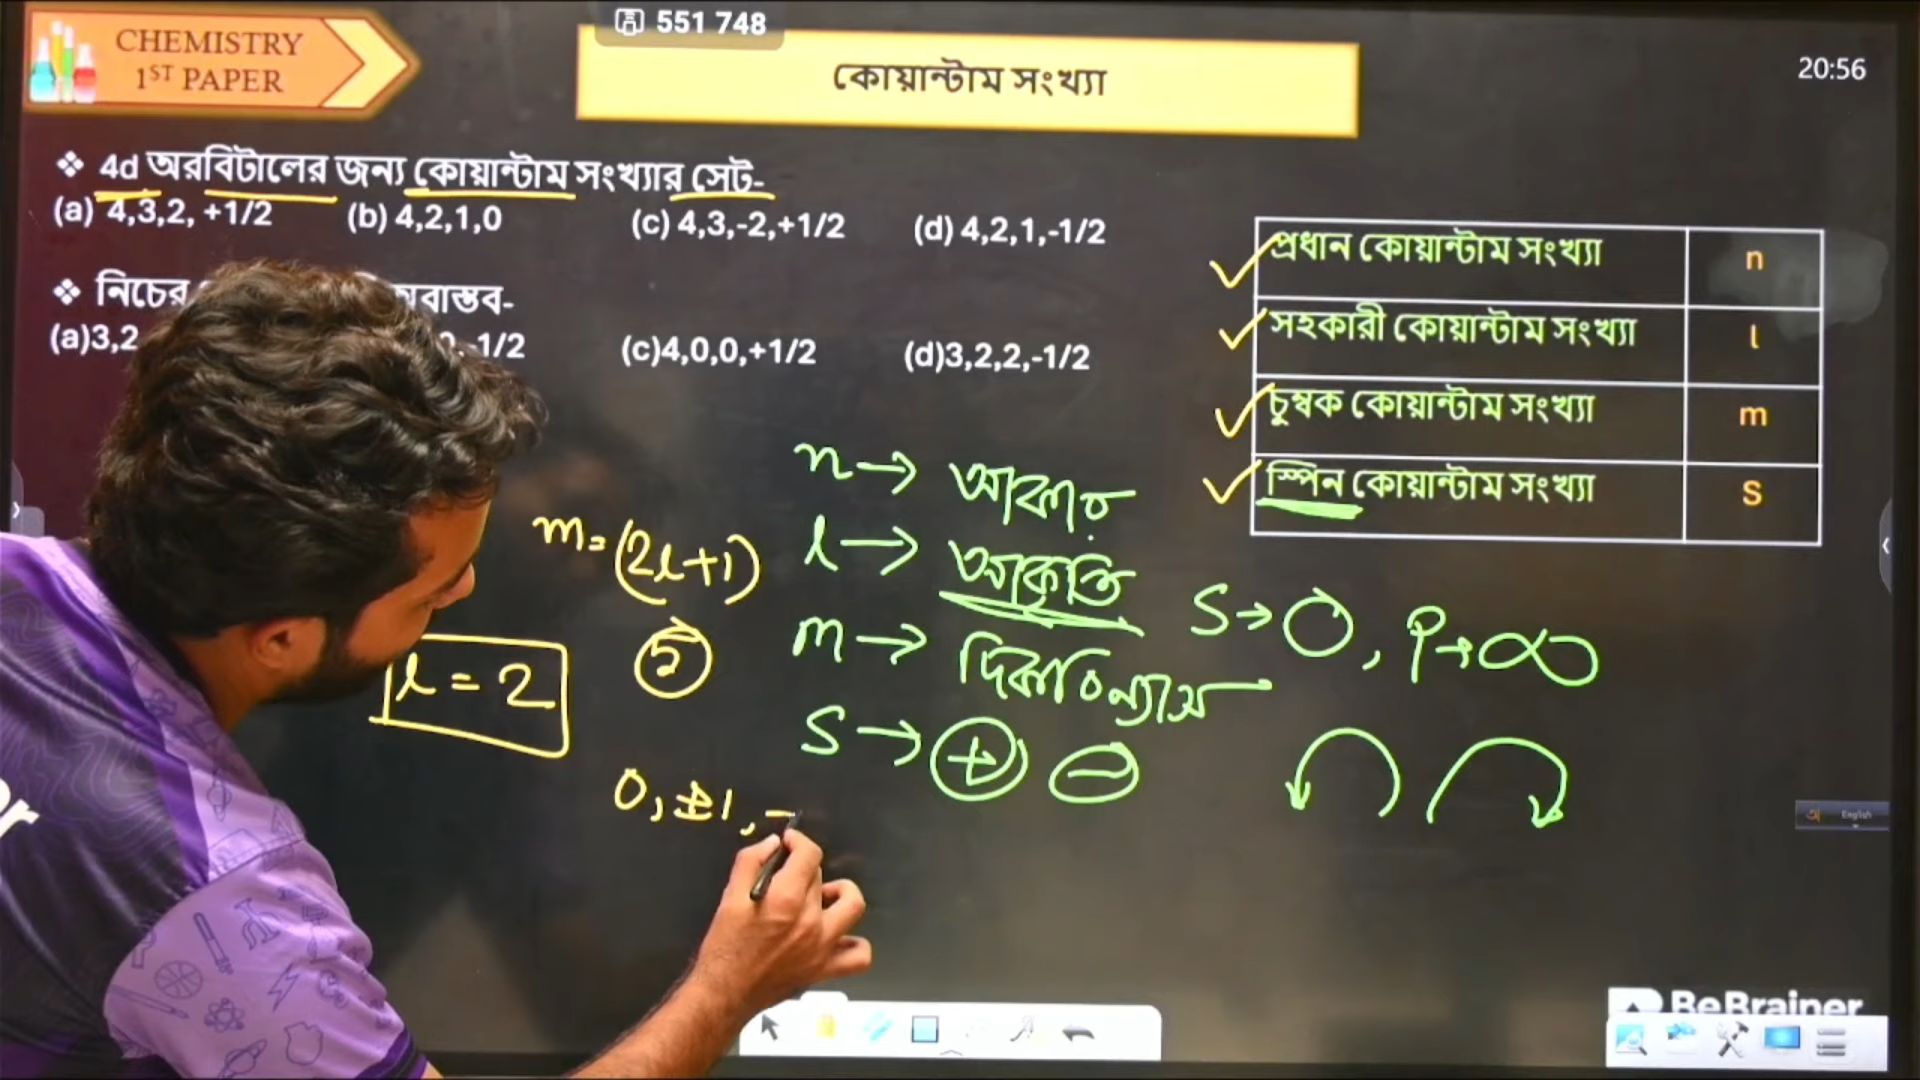 551 748
CHEMISTRY
1ST PAPER
কোয়ান্টাম সংখ্যা
20:56
❖ 4d অরবিটালের জন্য কোয়ান্টাম সংখ্যার সেট-
(a) 4,3,2, +1/2 (b) 4,2,1,0 (c) 4,3,-2,+1/2 (d) 4,2,1,-1/2
❖ নিচের
(a)3,2 -1/2 (c)4,0,0,+1/2 (d)3,2,2,-1/2
প্রধান কোয়ান্টাম সংখ্যা n
সহকারী কোয়ান্টাম সংখ্যা l
চুম্বক কোয়ান্টাম সংখ্যা m
স্পিন কোয়ান্টাম সংখ্যা S
n → আকার
l → আকৃতি
m → দিকবিন্যাস
S → + -
m = (2l+1)
5
l = 2
0, ±1, -
S → , P →
English
BeBrainer